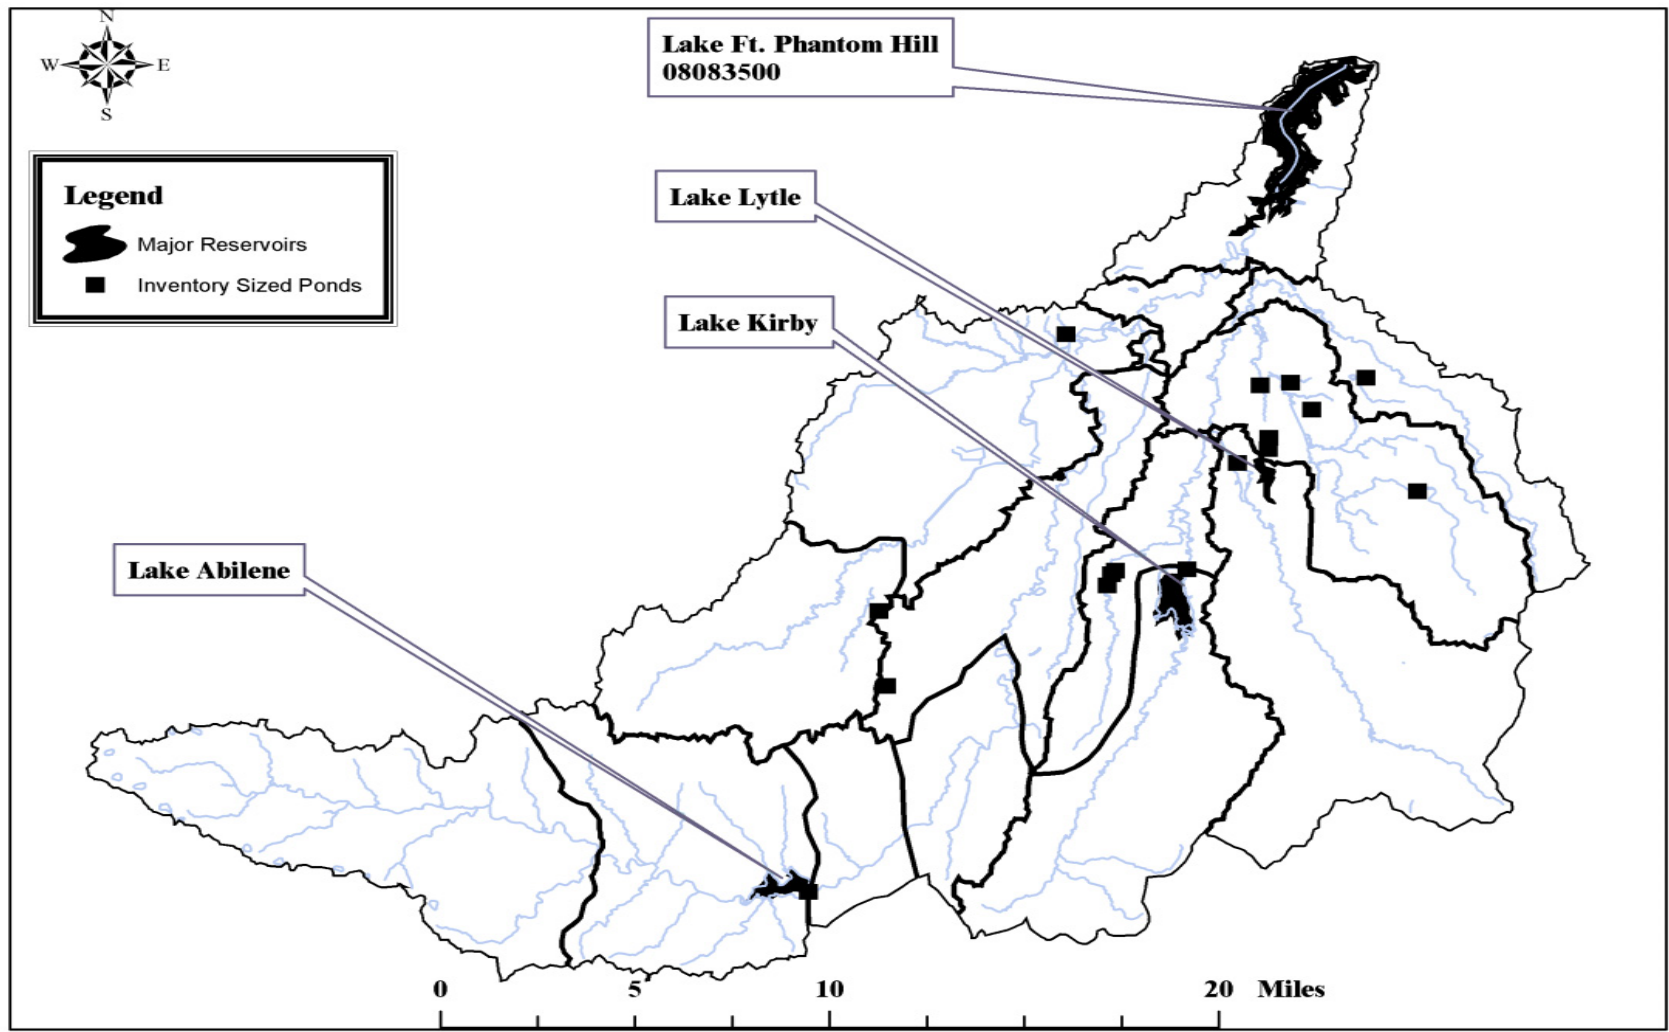 N
W E
S
Lake Ft. Phantom Hill
08083500
Legend
Major Reservoirs
Inventory Sized Ponds
Lake Lytle
Lake Kirby
Lake Abilene
0 5 10 20 Miles